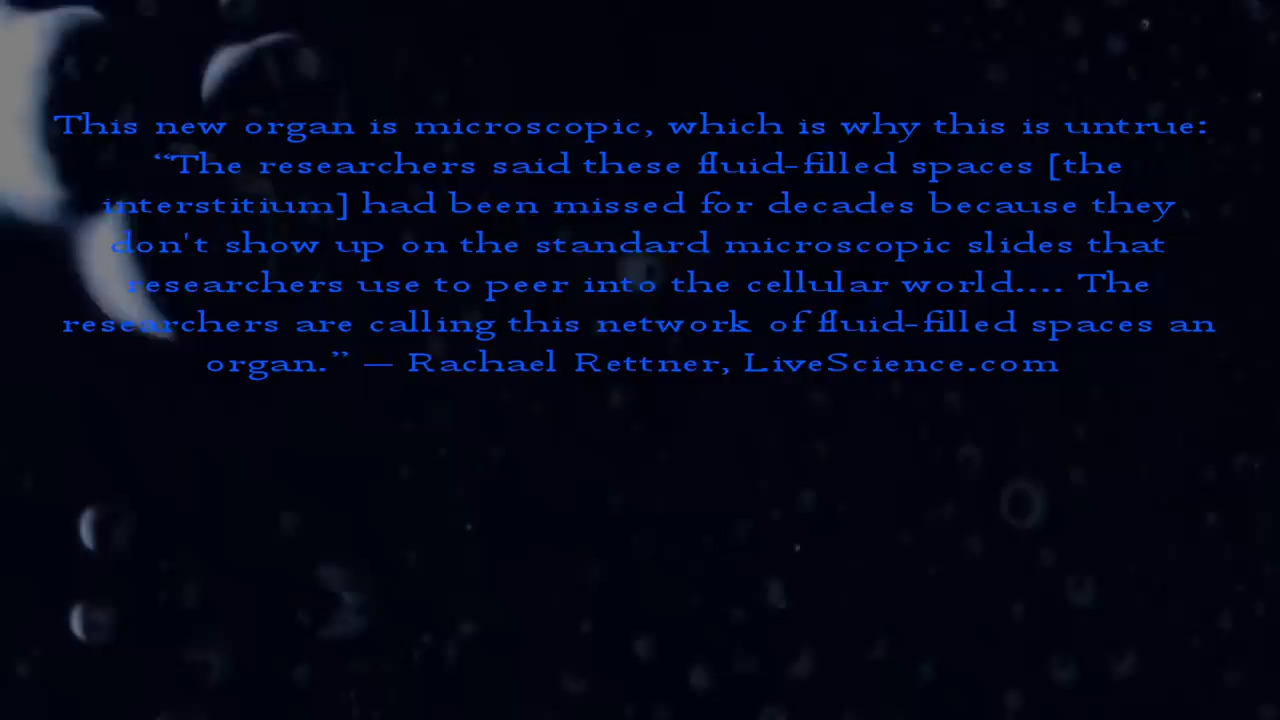 This new organ is microscopic, which is why this is untrue:
“The researchers said these fluid-filled spaces [the
interstitium] had been missed for decades because they
don't show up on the standard microscopic slides that
researchers use to peer into the cellular world.... The
researchers are calling this network of fluid-filled spaces an
organ.” — Rachael Rettner, LiveScience.com